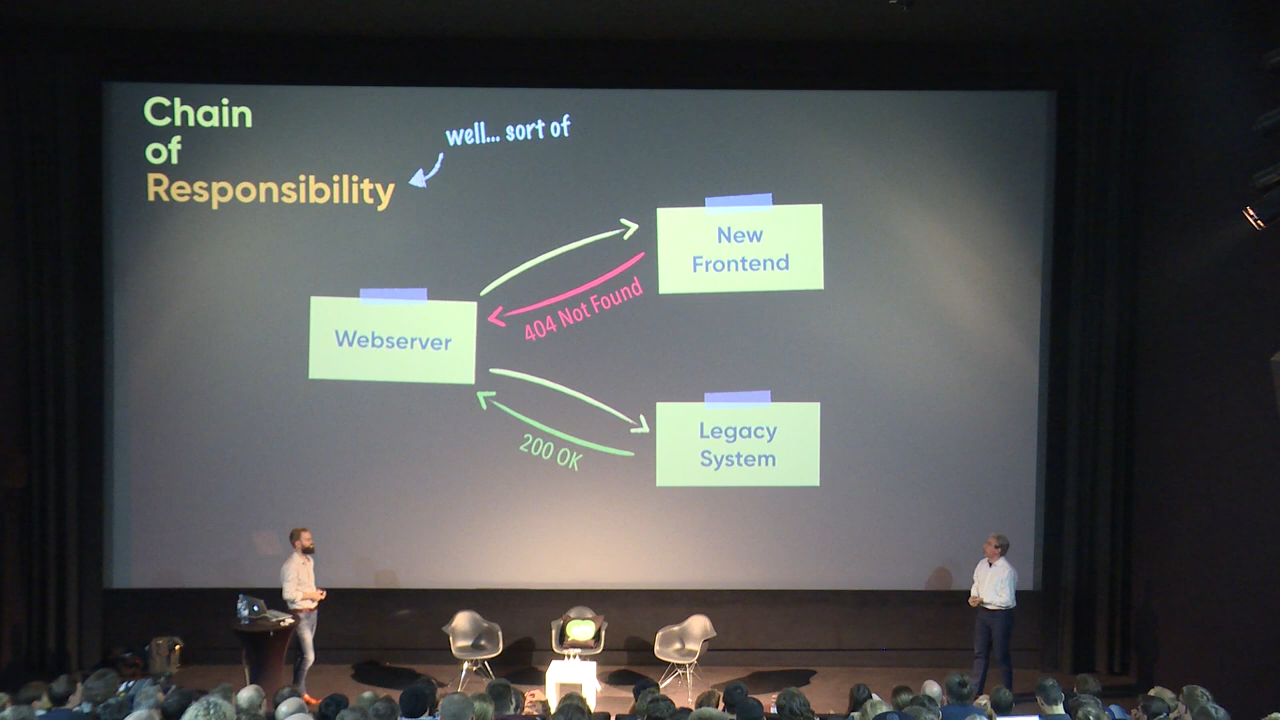 Chain
of
Responsibility
well... sort of
New
Frontend
404 Not Found
Webserver
Legacy
System
200 OK